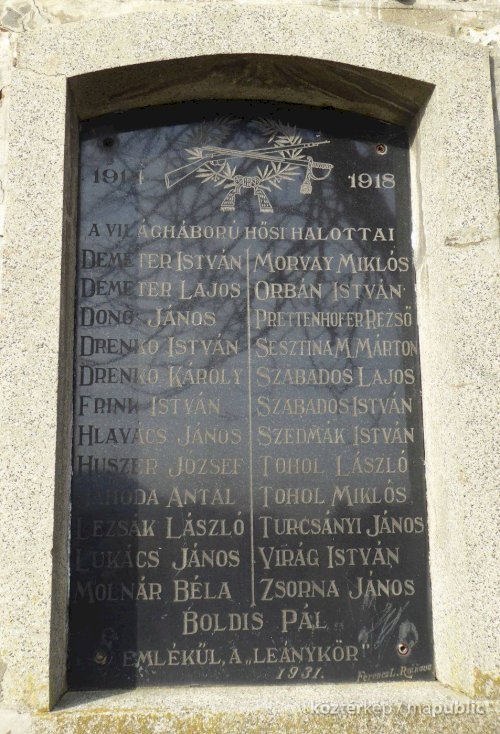 1914 1918
A VILÁGHÁBORÚ HŐSI HALOTTAI
DEMETER ISTVÁN
DEMETER LAJOS
DONÓ JÁNOS
DRENKÓ ISTVÁN
DRENKÓ KÁROLY
FRINK ISTVÁN
HLAVÁCS JÁNOS
HUSZER JÓZSEF
ANTAL
LEZSÁK LÁSZLÓ
LUKÁCS JÁNOS
MOLNÁR BÉLA
MORVAY MIKLÓS
ORBÁN ISTVÁN
PRETTENHOFER REZSŐ
SESZTINA M. MÁRTON
SZABADOS LAJOS
SZABADOS ISTVÁN
SZEDMÁK ISTVÁN
TOHOL LÁSZLÓ
TOHOL MIKLÓS
TURCSÁNYI JÁNOS
VIRÁG ISTVÁN
ZSORNA JÁNOS
BOLDIS PÁL
EMLÉKÜL, A „LEÁNYKÖR”
1931.
FERENCZ L.
köztérkép / mapublic